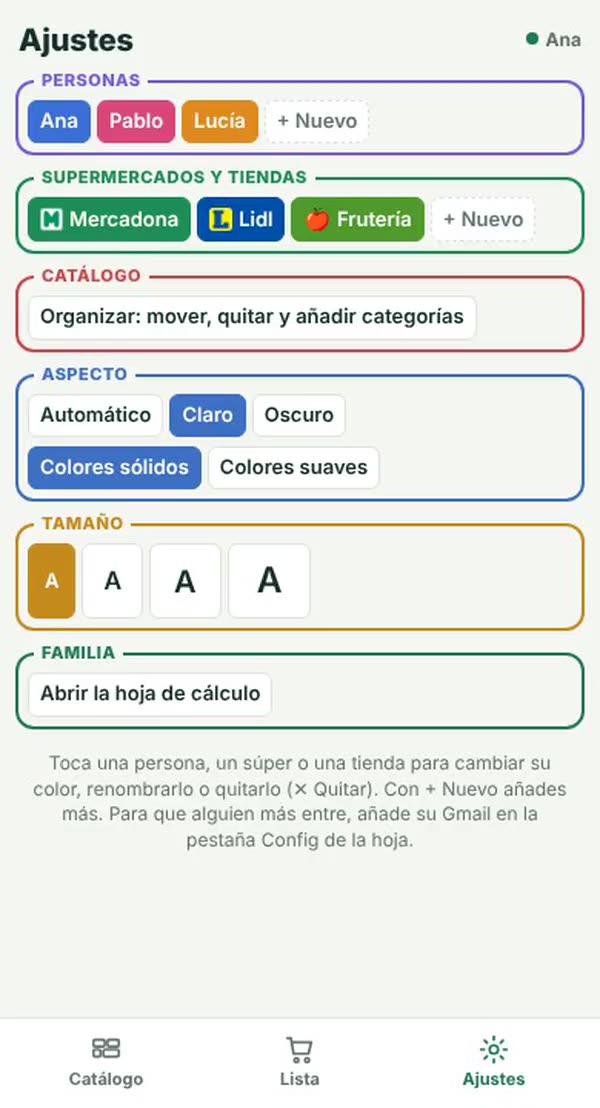 Ajustes
Ana
PERSONAS
Ana Pablo Lucía + Nuevo
SUPERMERCADOS Y TIENDAS
M Mercadona L Lidl Frutería + Nuevo
CATÁLOGO
Organizar: mover, quitar y añadir categorías
ASPECTO
Automático Claro Oscuro
Colores sólidos Colores suaves
TAMAÑO
A A A A
FAMILIA
Abrir la hoja de cálculo
Toca una persona, un súper o una tienda para cambiar su
color, renombrarlo o quitarlo (✕ Quitar). Con + Nuevo añades
más. Para que alguien más entre, añade su Gmail en la
pestaña Config de la hoja.
Catálogo Lista Ajustes